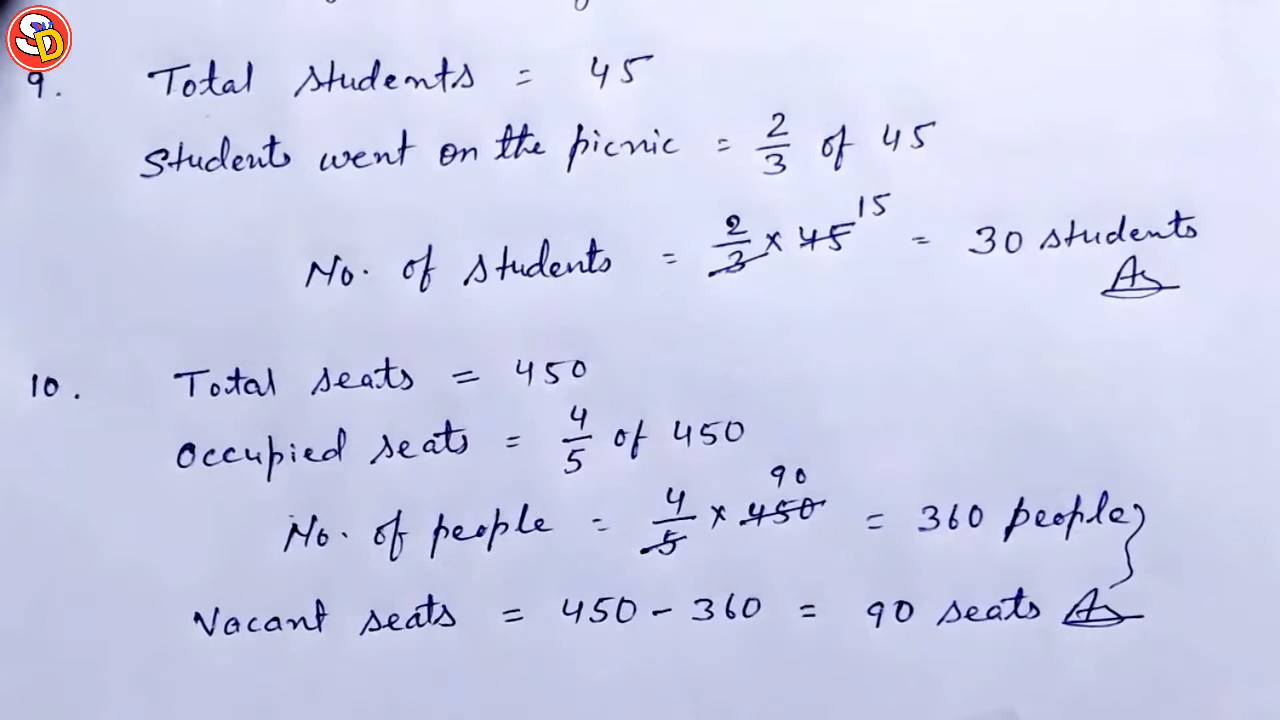 SD
9. Total students = 45
Students went on the picnic = 2/3 of 45
No. of students = 2/3 × 45 15 = 30 students
As
10. Total seats = 450
Occupied seats = 4/5 of 450
No. of people = 4/5 × 450 90 = 360 people
Vacant seats = 450 - 360 = 90 seats As